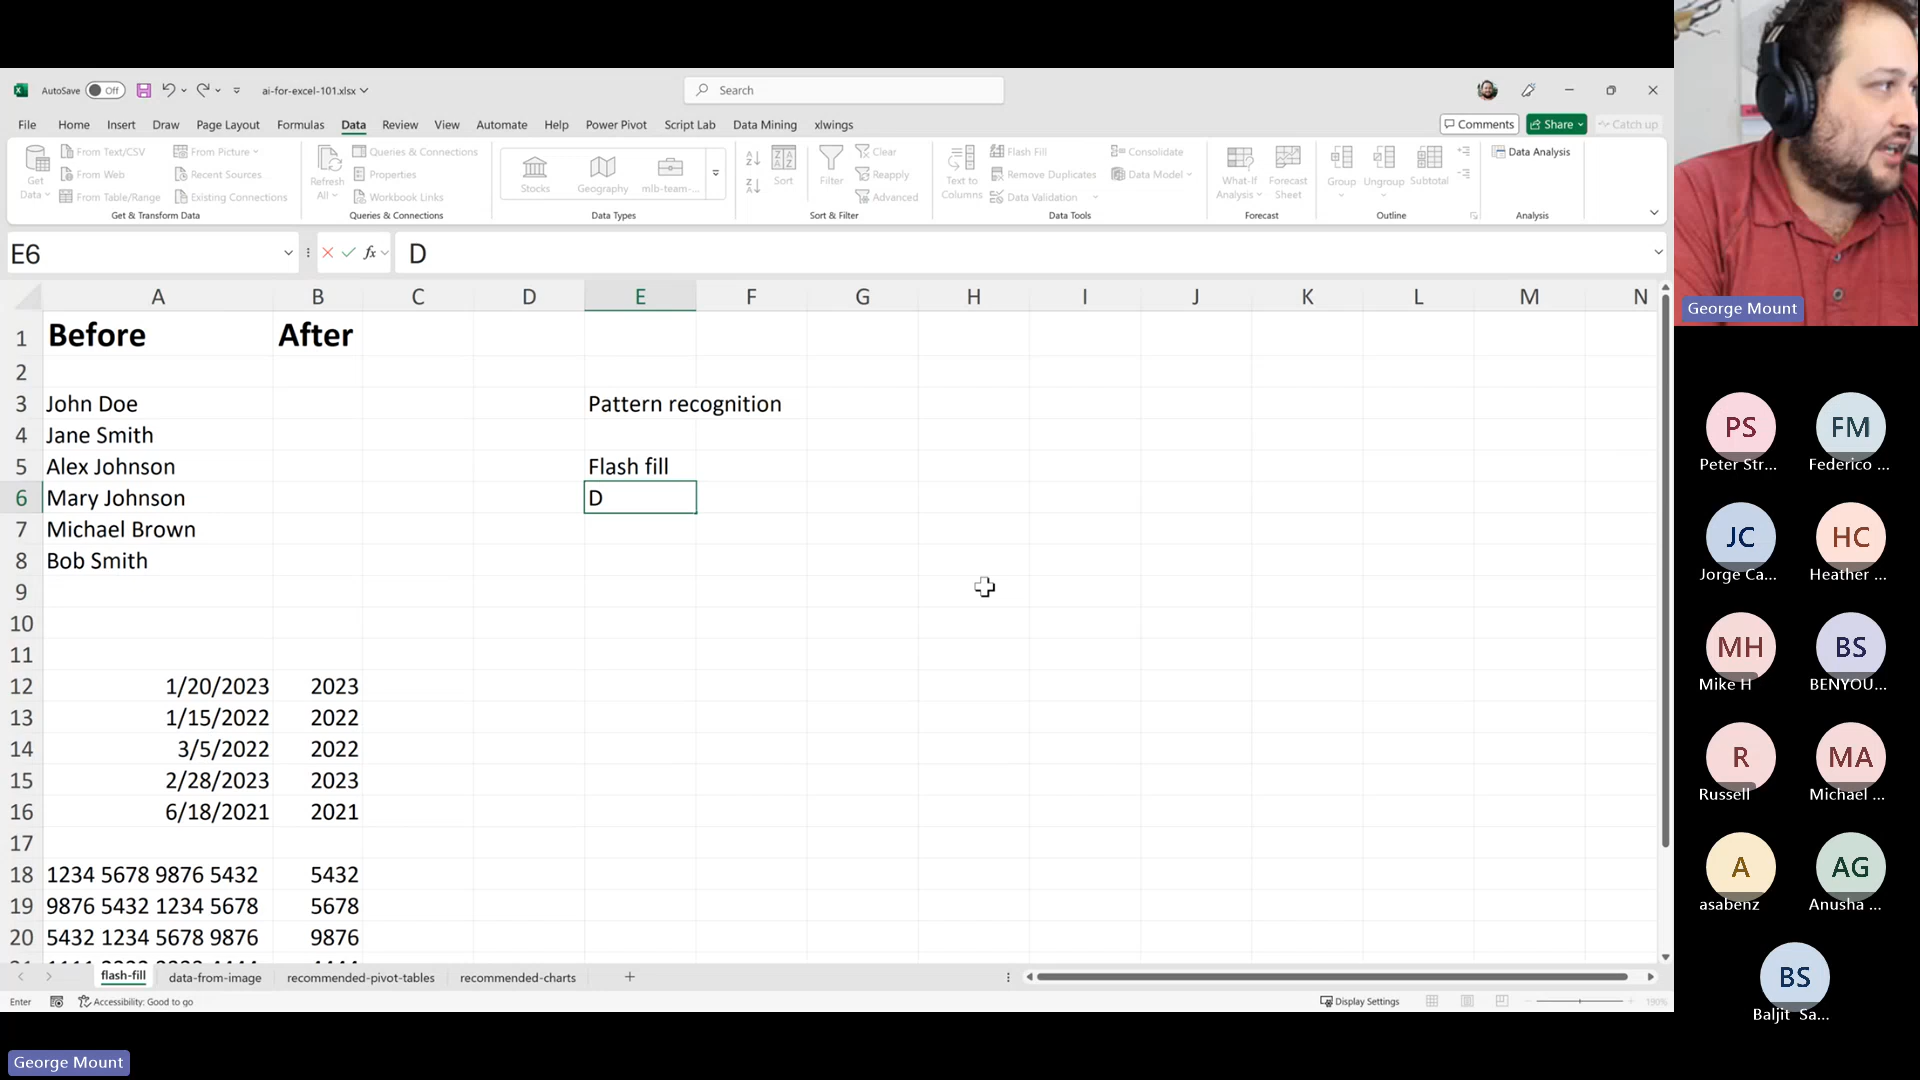 AutoSave Off ai-for-excel-101.xlsx Search
File Home Insert Draw Page Layout Formulas Data Review View Automate Help Power Pivot Script Lab Data Mining xlwings Comments Share Catch up
Get Data
From Text/CSV
From Web
From Table/Range
From Picture
Recent Sources
Existing Connections
Get & Transform Data
Refresh All
Queries & Connections
Properties
Workbook Links
Queries & Connections
Stocks Geography mlb-team-...
Data Types
Sort
Filter
Clear
Reapply
Advanced
Sort & Filter
Text to Columns
Flash Fill
Remove Duplicates
Data Validation
Consolidate
Data Model
Data Tools
What-If Analysis
Forecast Sheet
Forecast
Group Ungroup Subtotal
Outline
Data Analysis
Analysis
E6 fx D
A B C D E F G H I J K L M N
1 Before After
2
3 John Doe Pattern recognition
4 Jane Smith
5 Alex Johnson Flash fill
6 Mary Johnson D
7 Michael Brown
8 Bob Smith
9
10
11
12 1/20/2023 2023
13 1/15/2022 2022
14 3/5/2022 2022
15 2/28/2023 2023
16 6/18/2021 2021
17
18 1234 5678 9876 5432 5432
19 9876 5432 1234 5678 5678
20 5432 1234 5678 9876 9876
flash-fill data-from-image recommended-pivot-tables recommended-charts
Enter Accessibility: Good to go Display Settings 190%
George Mount
George Mount
PS FM
Peter Str... Federico ...
JC HC
Jorge Ca... Heather ...
MH BS
Mike H BENYOU...
R MA
Russell Michael ...
A AG
asabenz Anusha ...
BS
Baljit Sa...